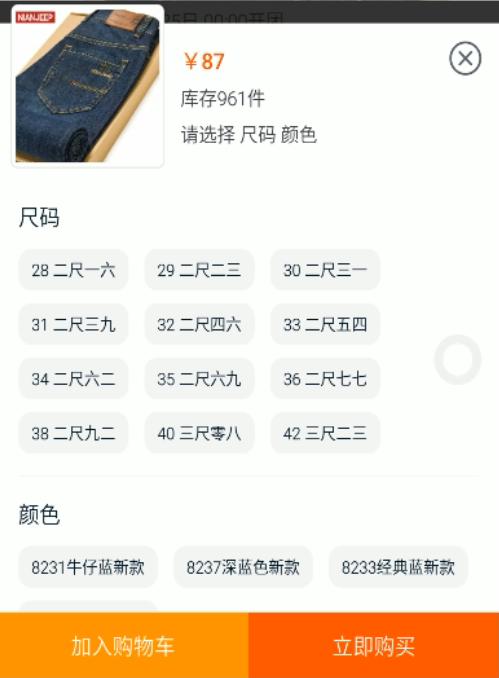 NIANJEEP
5日 00:00开团
¥87
库存961件
请选择 尺码 颜色
尺码
28 二尺一六
29 二尺二三
30 二尺三一
31 二尺三九
32 二尺四六
33 二尺五四
34 二尺六二
35 二尺六九
36 二尺七七
38 二尺九二
40 三尺零八
42 三尺二三
颜色
8231牛仔蓝新款
8237深蓝色新款
8233经典蓝新款
加入购物车
立即购买